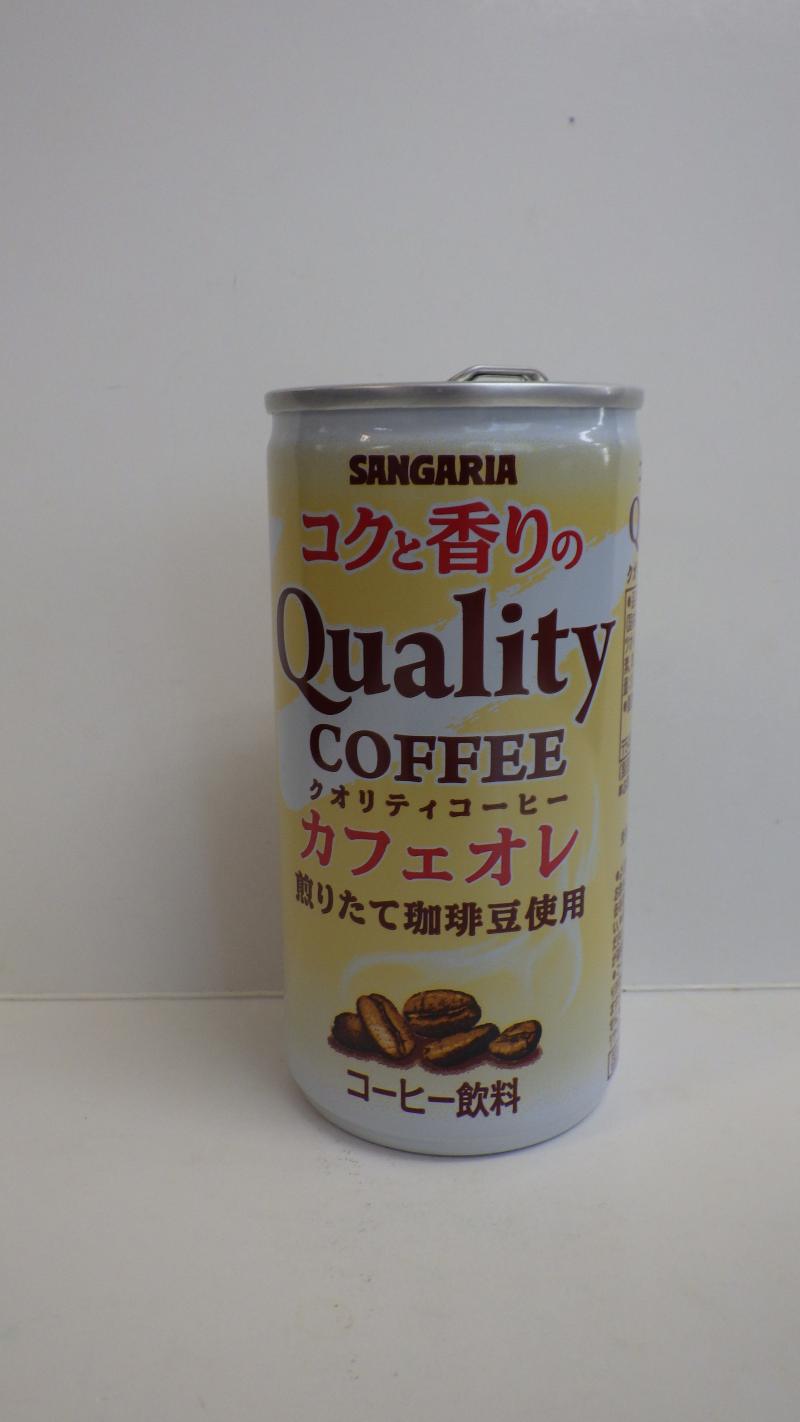 SANGARIA
コクと香りの
Quality
COFFEE
クオリティコーヒー
カフェオレ
煎りたて珈琲豆使用
コーヒー飲料